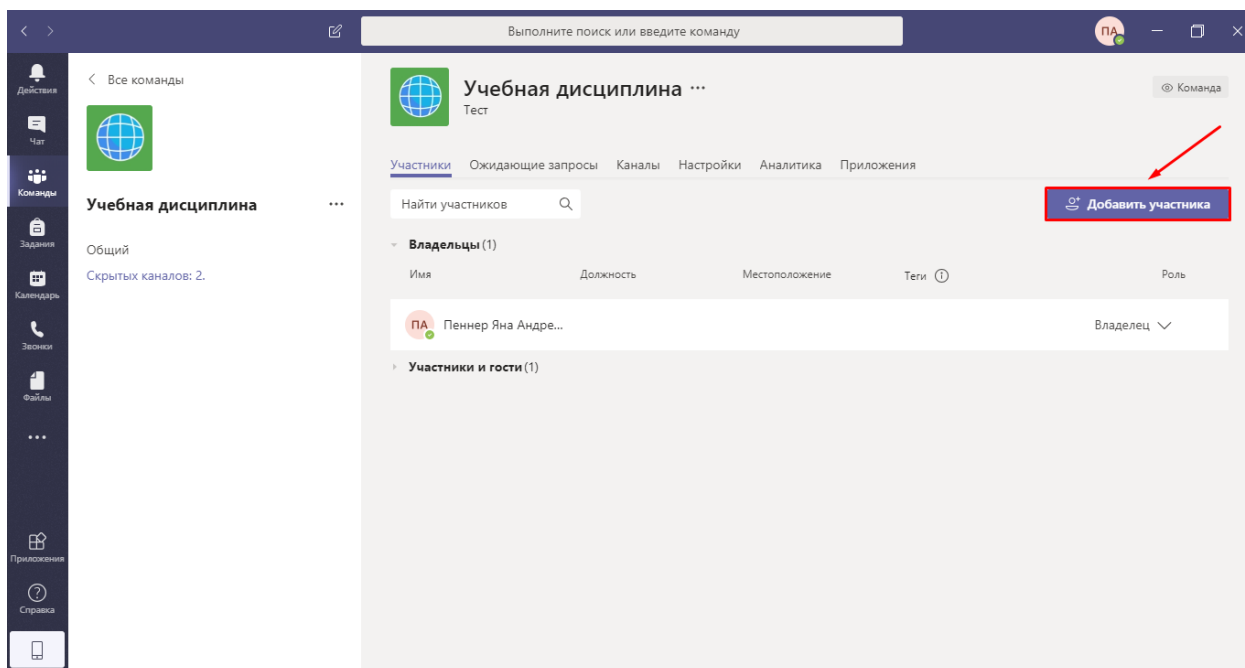 Выполните поиск или введите команду
ПА
Действия
Чат
Команды
Задания
Календарь
Звонки
Файлы
Приложения
Справка
Все команды
Учебная дисциплина ...
Общий
Скрытых каналов: 2.
Учебная дисциплина ...
Тест
Команда
Участники Ожидающие запросы Каналы Настройки Аналитика Приложения
Найти участников
Добавить участника
Владельцы (1)
Имя Должность Местоположение Теги Роль
ПА Пеннер Яна Андре... Владелец
Участники и гости (1)